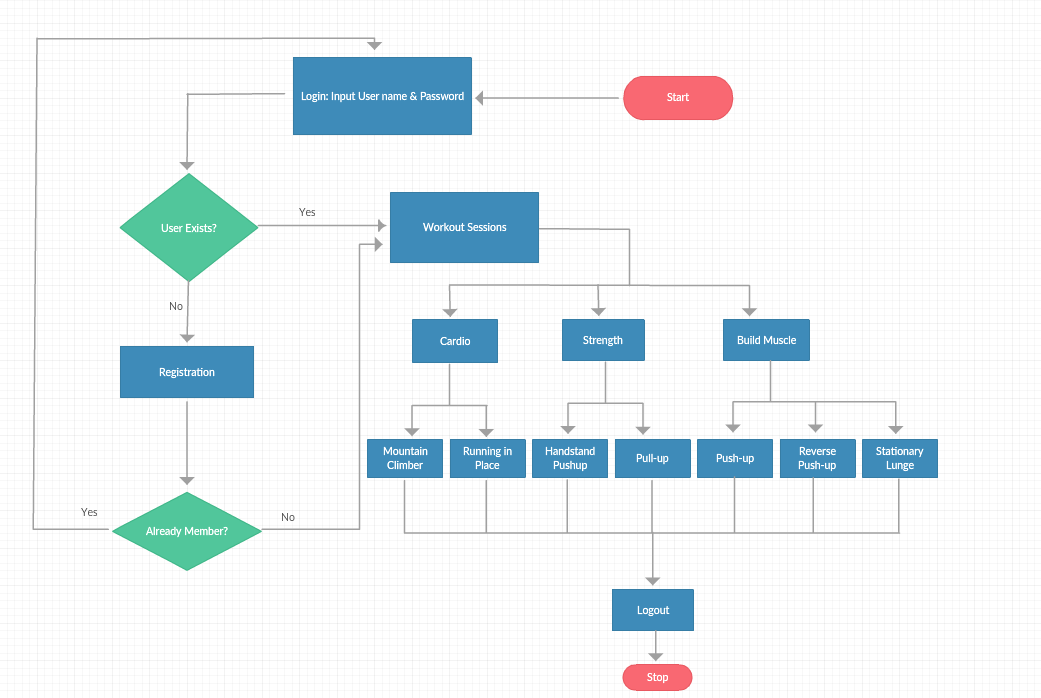 Login: Input User name & Password
Start
User Exists?
Yes
Workout Sessions
No
Registration
Cardio
Strength
Build Muscle
Mountain
Climber
Running in
Place
Handstand
Pushup
Pull-up
Push-up
Reverse
Push-up
Stationary
Lunge
Yes
Already Member?
No
Logout
Stop